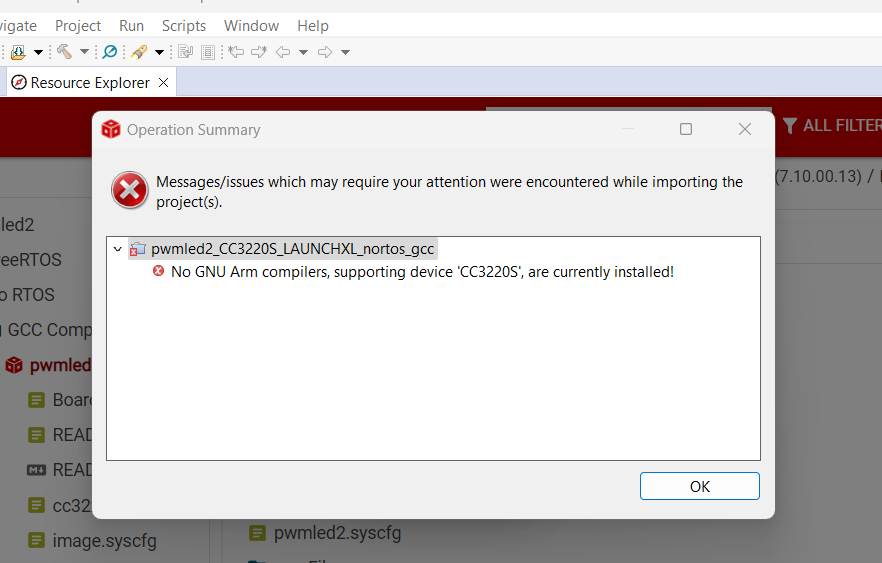 Project Run Scripts Window Help
Resource Explorer
Operation Summary
ALL FILTER
Messages/issues which may require your attention were encountered while importing the
project(s).
(7.10.00.13) /
pwmled2_CC3220S_LAUNCHXL_nortos_gcc
No GNU Arm compilers, supporting device 'CC3220S', are currently installed!
led2
eeRTOS
o RTOS
GCC Comp
pwmled
Boar
READ
READ
cc32
image.syscfg
OK
pwmled2.syscfg